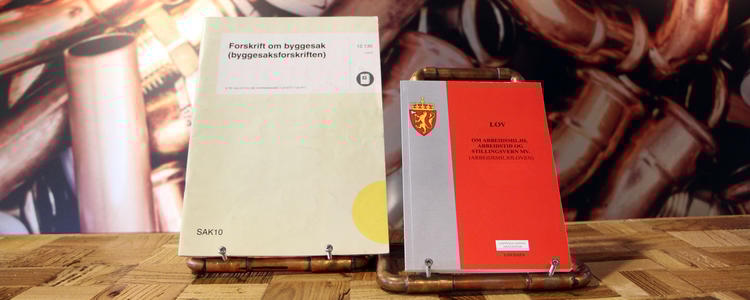 Forskrift om byggesak
(byggesaksforskriften)
SAK10
LOV
OM ARBEIDSMILJØ,
ARBEIDSTID OG
STILLINGSVERN MV.
(ARBEIDSMILJØLOVEN)